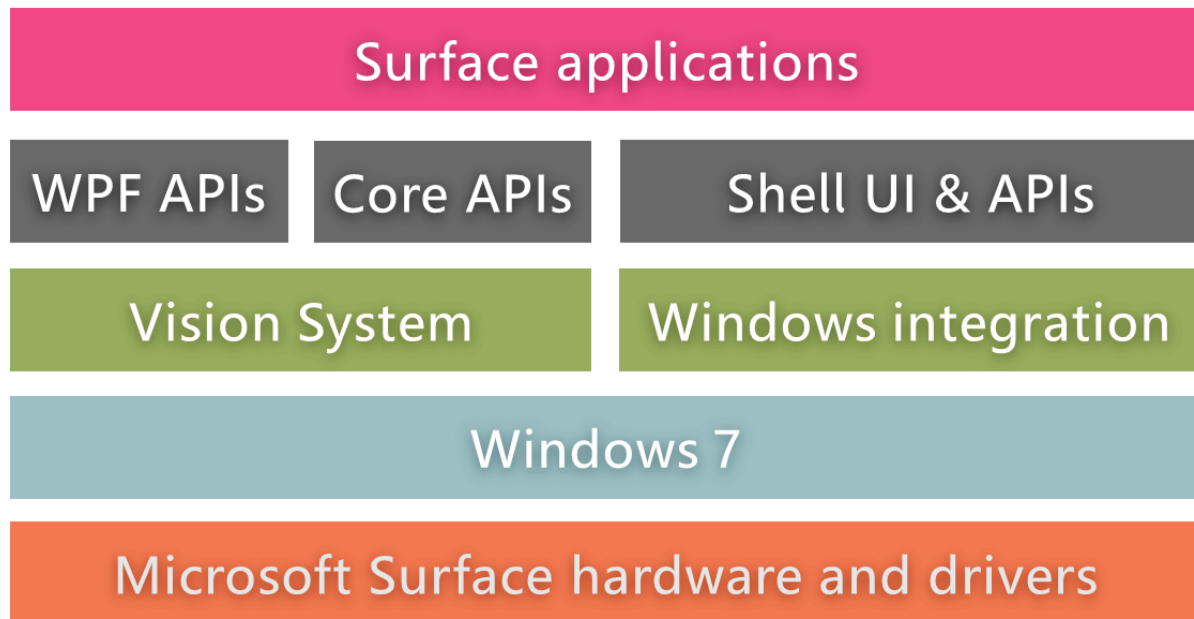 Surface applications
WPF APIs
Core APIs
Shell UI & APIs
Vision System
Windows integration
Windows 7
Microsoft Surface hardware and drivers